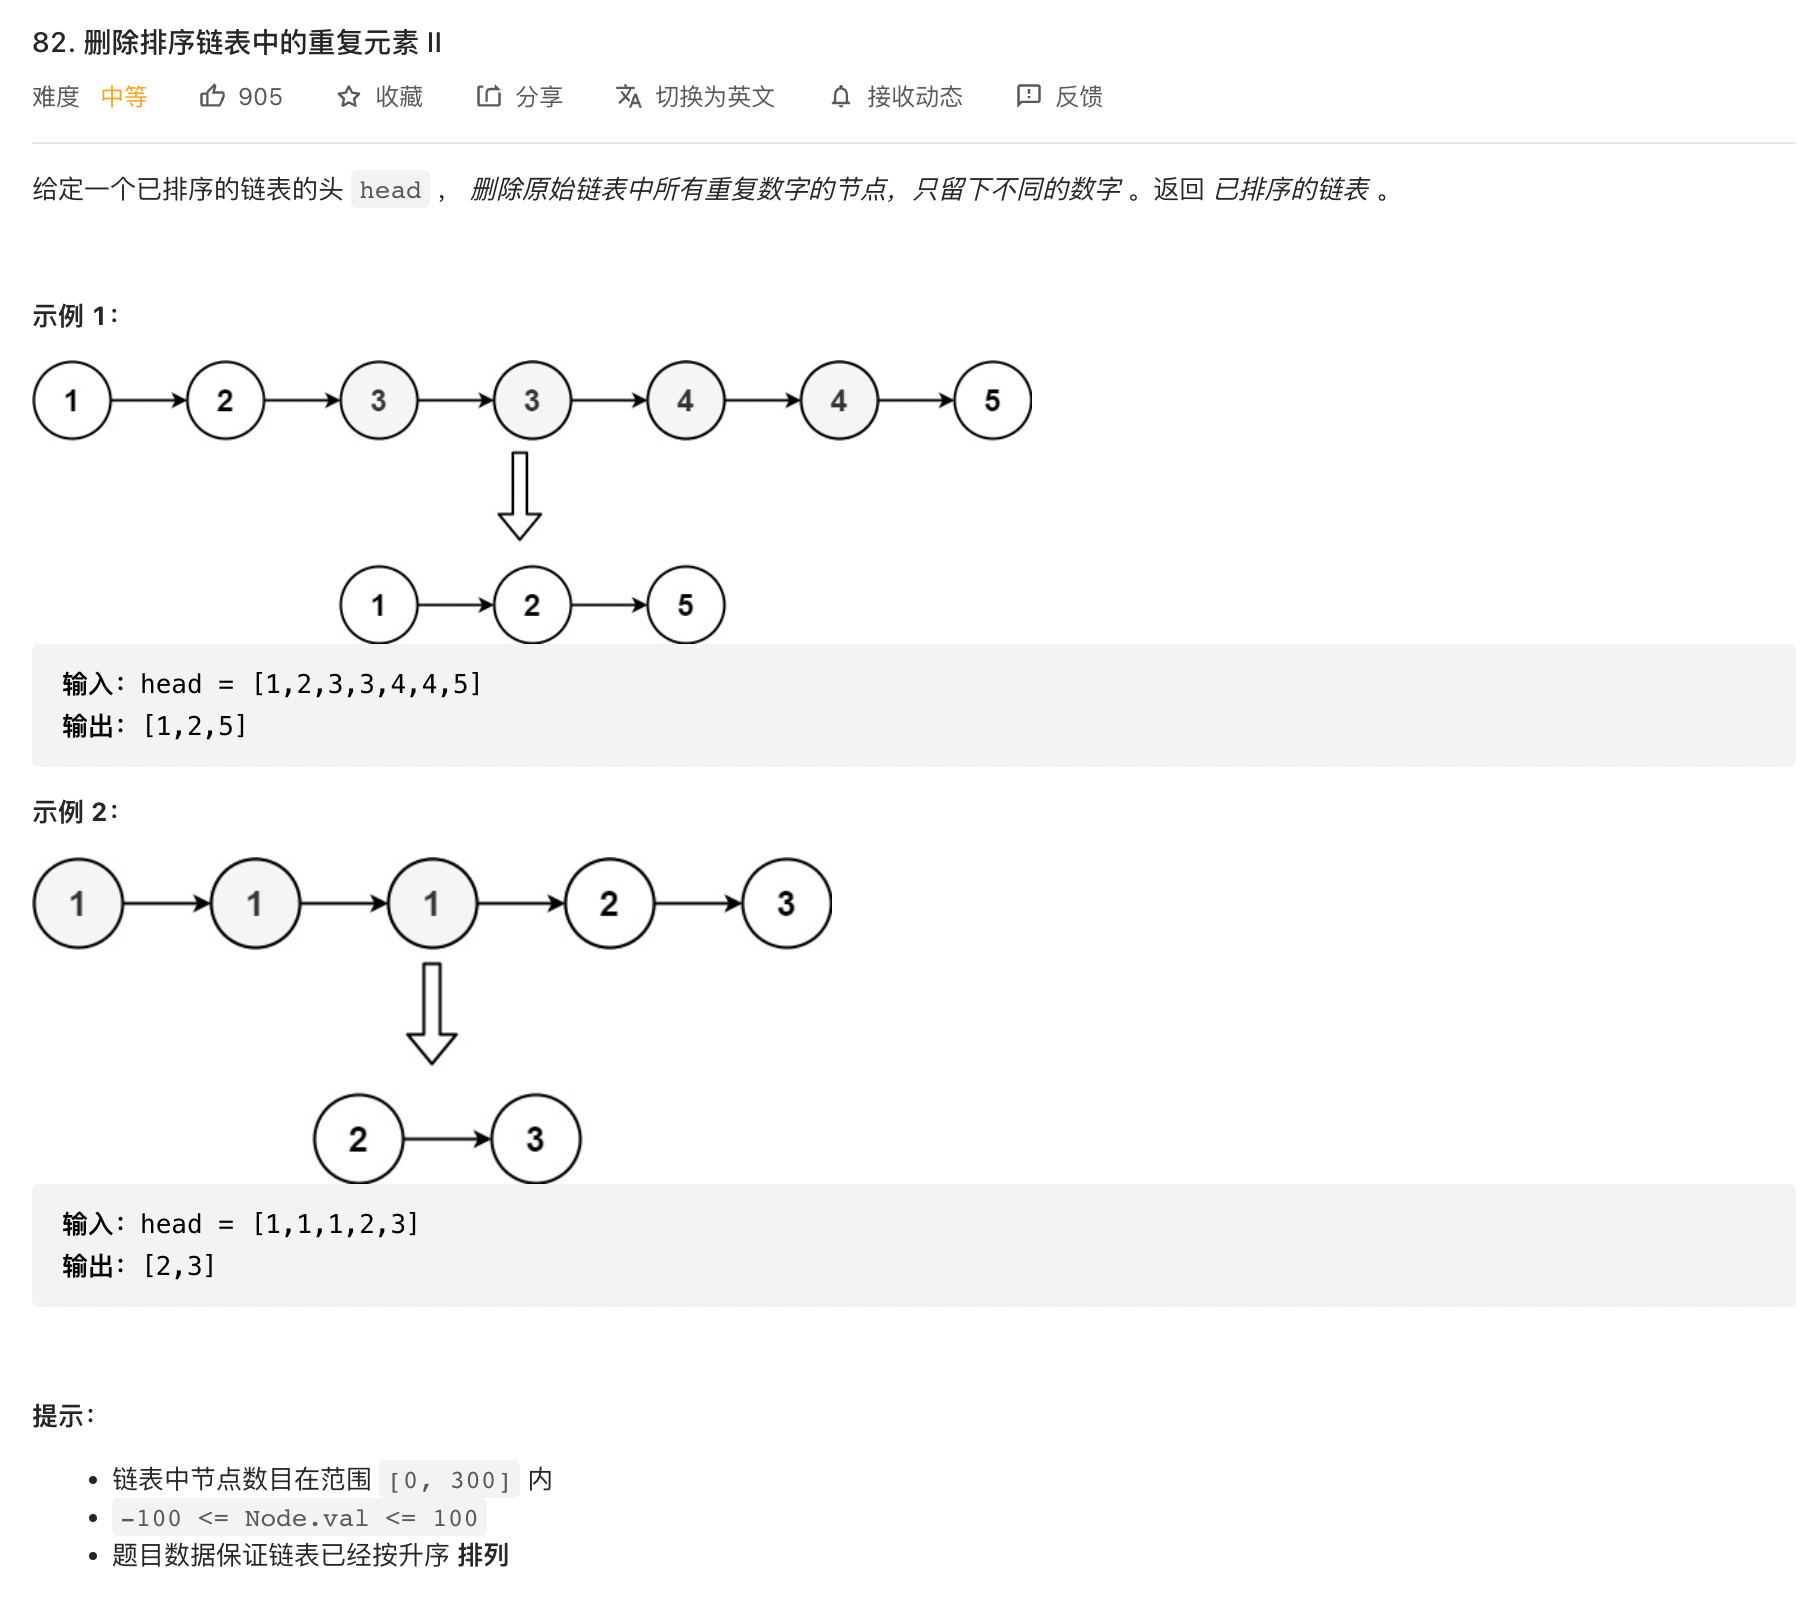 82. 删除排序链表中的重复元素 II
难度 中等 905 收藏 分享 切换为英文 接收动态 反馈
给定一个已排序的链表的头 head ， 删除原始链表中所有重复数字的节点，只留下不同的数字 。返回 已排序的链表 。
示例 1：
1 2 3 3 4 4 5
1 2 5
输入：head = [1,2,3,3,4,4,5]
输出：[1,2,5]
示例 2：
1 1 1 2 3
2 3
输入：head = [1,1,1,2,3]
输出：[2,3]
提示：
• 链表中节点数目在范围 [0, 300] 内
• -100 <= Node.val <= 100
• 题目数据保证链表已经按升序 排列